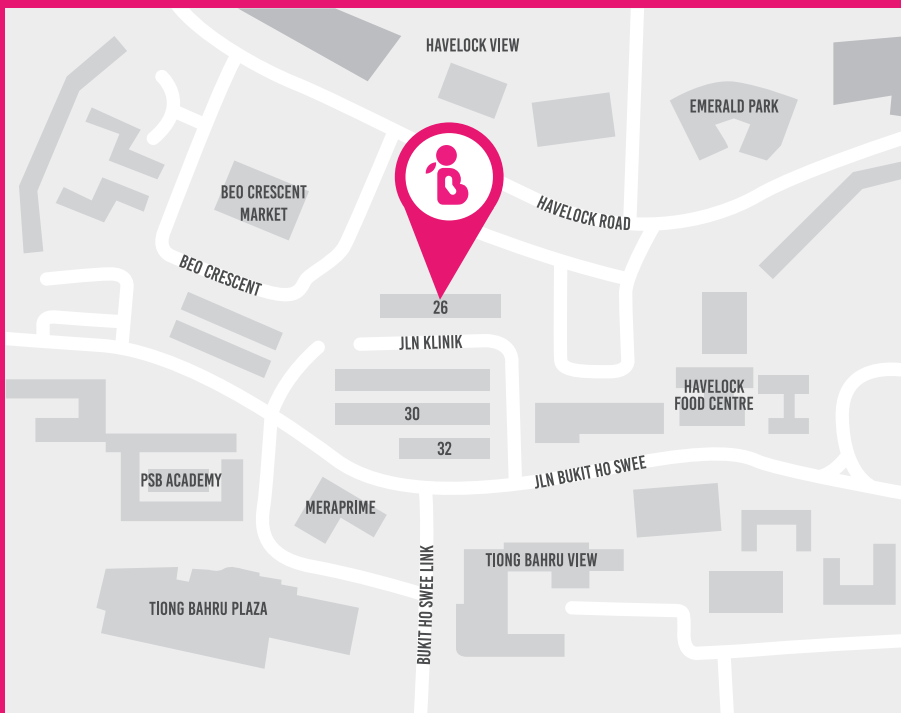 HAVELOCK VIEW
EMERALD PARK
BEO CRESCENT
MARKET
HAVELOCK ROAD
BEO CRESCENT
26
JLN KLINIK
HAVELOCK
FOOD CENTRE
30
32
JLN BUKIT HO SWEE
PSB ACADEMY
MERAPRIME
TIONG BAHRU VIEW
TIONG BAHRU PLAZA
BUKIT HO SWEE LINK